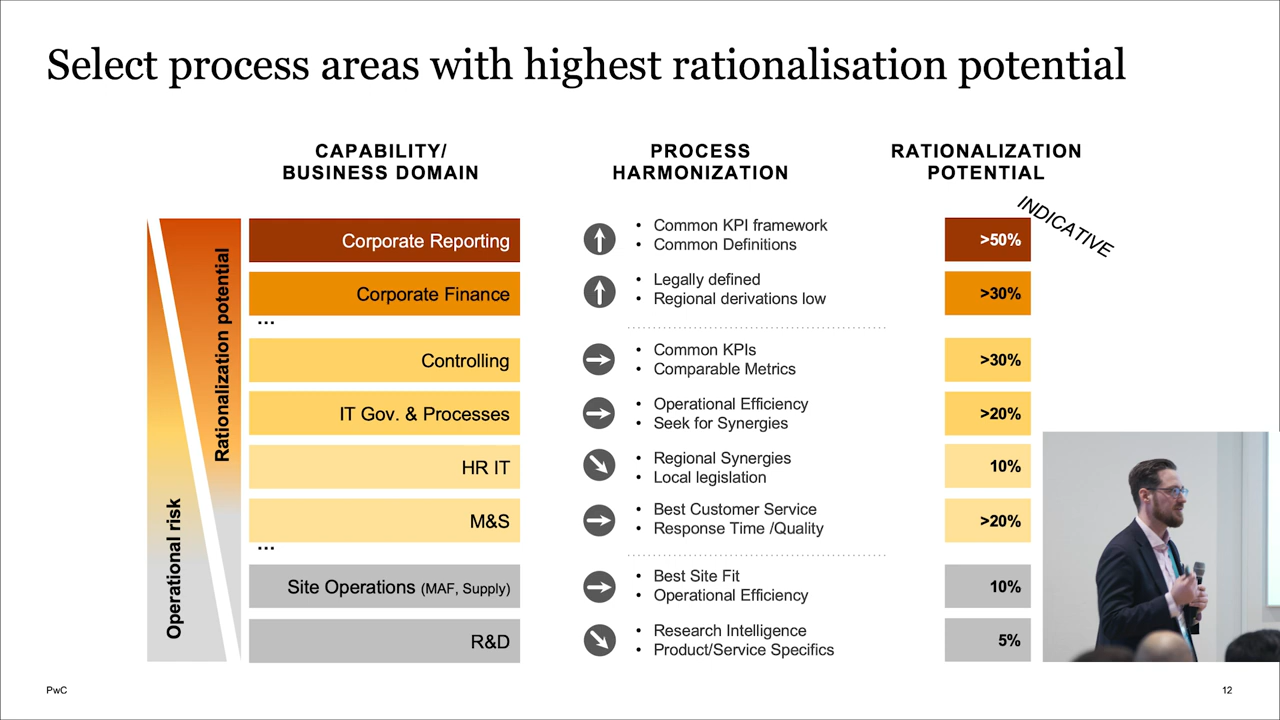 Select process areas with highest rationalisation potential
CAPABILITY/
BUSINESS DOMAIN
PROCESS
HARMONIZATION
RATIONALIZATION
POTENTIAL
INDICATIVE
Rationalization potential
Operational risk
Corporate Reporting
• Common KPI framework
• Common Definitions
>50%
Corporate Finance
• Legally defined
• Regional derivations low
>30%
...
Controlling
• Common KPIs
• Comparable Metrics
>30%
IT Gov. & Processes
• Operational Efficiency
• Seek for Synergies
>20%
HR IT
• Regional Synergies
• Local legislation
10%
M&S
• Best Customer Service
• Response Time /Quality
>20%
...
Site Operations (MAF, Supply)
• Best Site Fit
• Operational Efficiency
10%
R&D
• Research Intelligence
• Product/Service Specifics
5%
PwC
12